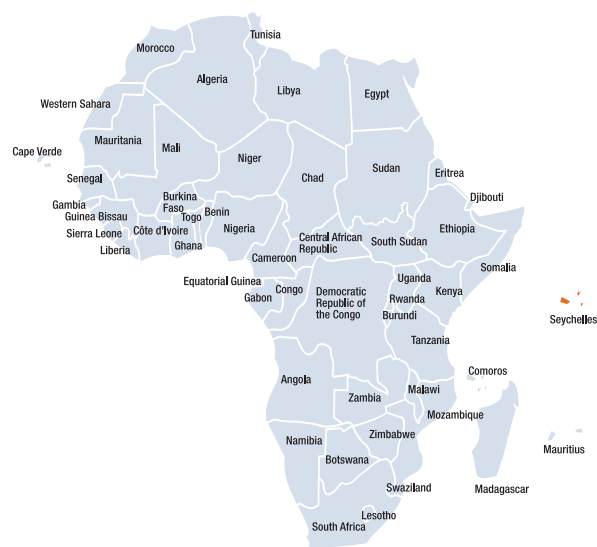 Tunisia
Morocco
Algeria
Libya
Egypt
Western Sahara
Mauritania
Mali
Cape Verde
Niger
Chad
Sudan
Eritrea
Senegal
Djibouti
Gambia
Burkina
Faso
Guinea Bissau
Togo
Benin
Sierra Leone
Côte d'Ivoire
Nigeria
Ethiopia
Central African
Republic
South Sudan
Liberia
Ghana
Cameroon
Somalia
Equatorial Guinea
Congo
Gabon
Democratic
Republic of
the Congo
Uganda
Rwanda
Kenya
Burundi
Seychelles
Tanzania
Comoros
Angola
Malawi
Zambia
Mozambique
Namibia
Zimbabwe
Mauritius
Botswana
Swaziland
Madagascar
Lesotho
South Africa